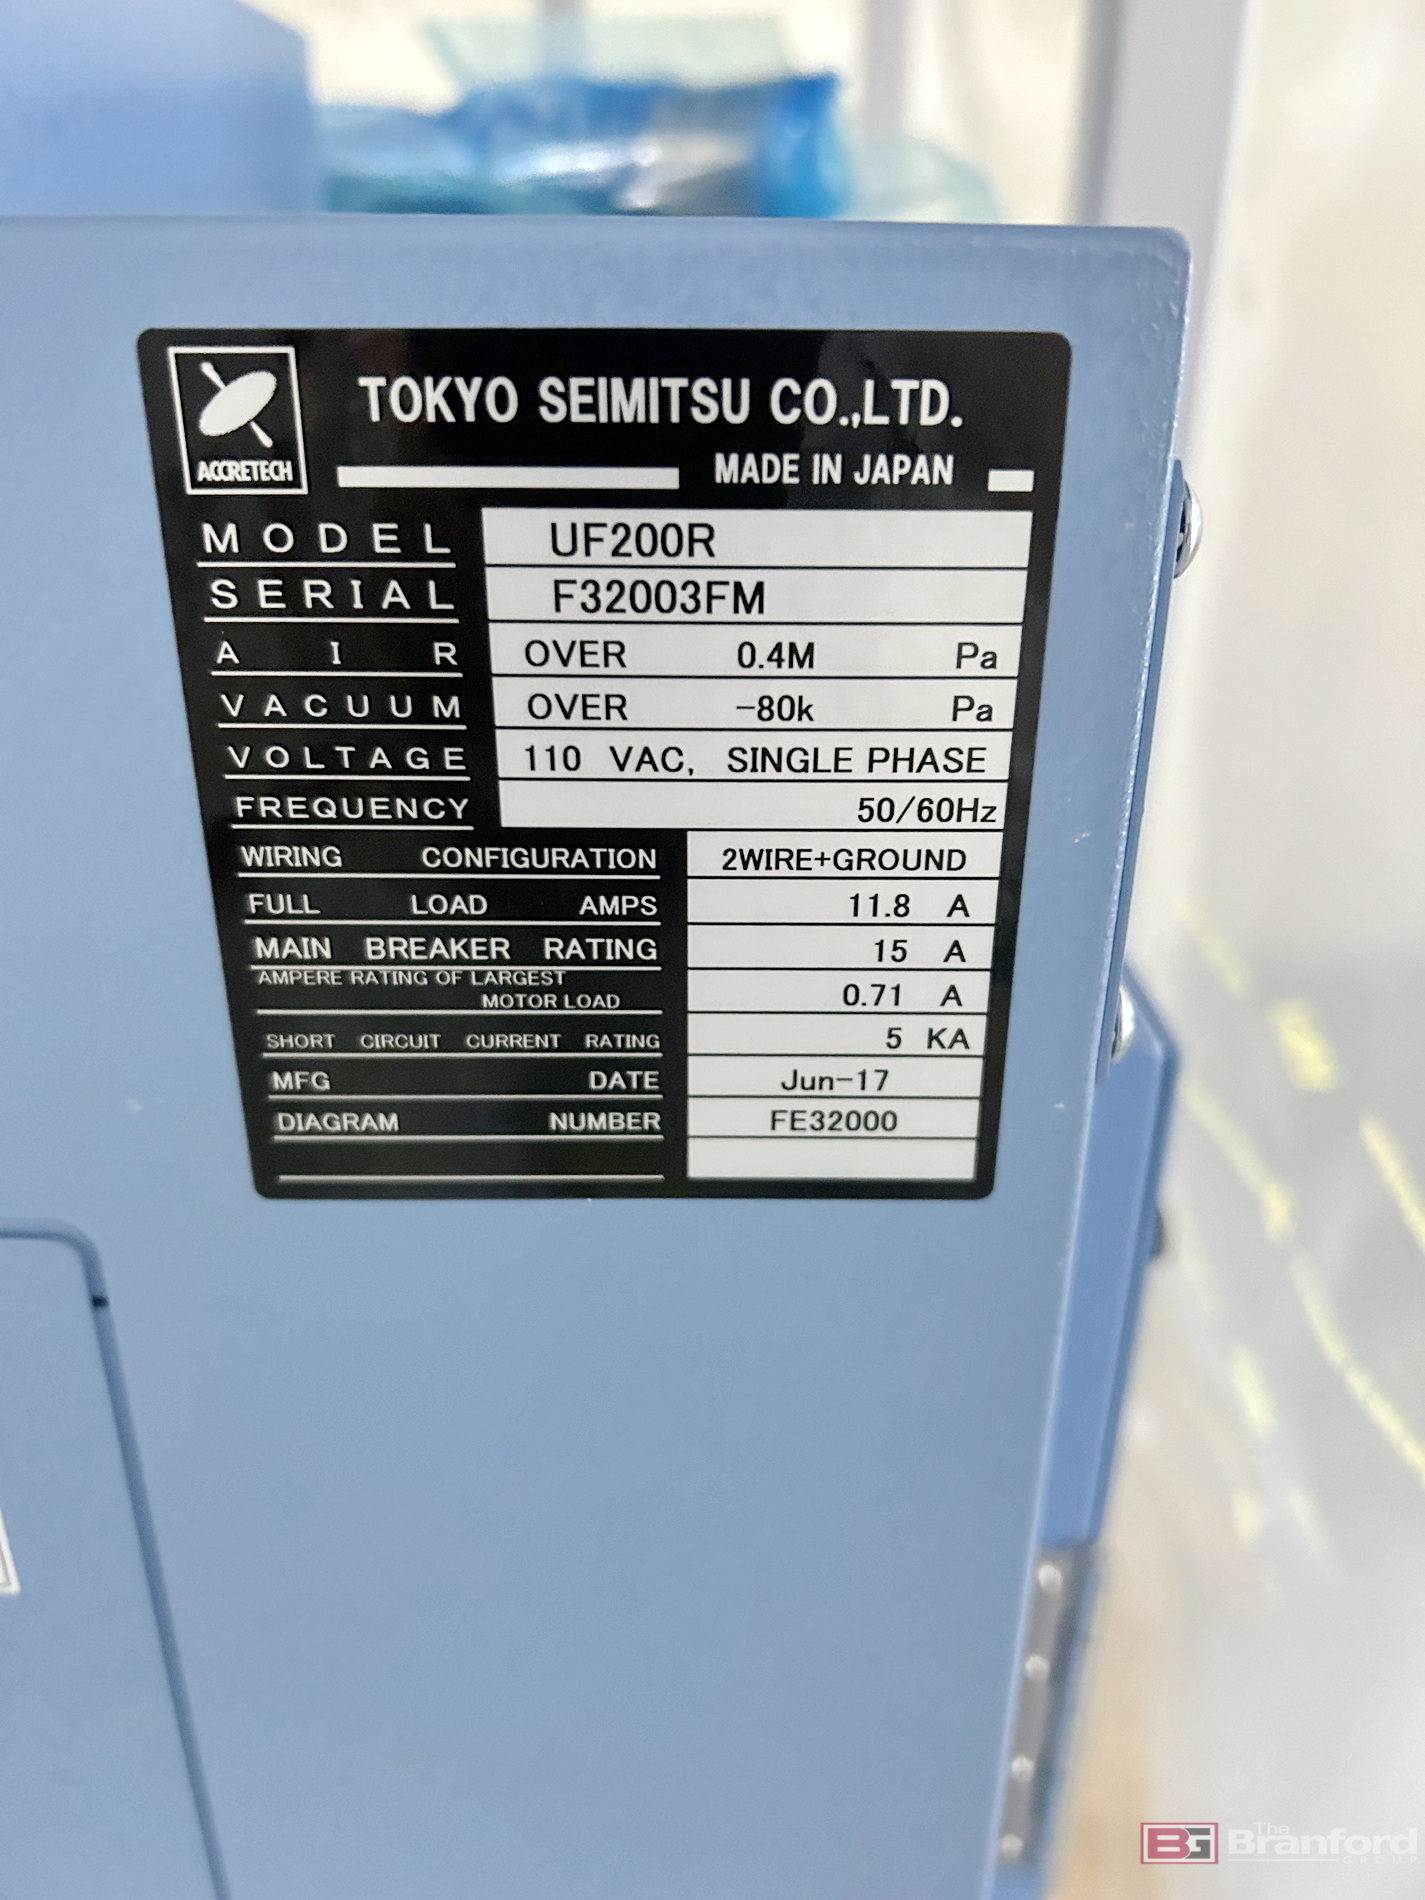 ACCRETECH
TOKYO SEIMITSU CO.,LTD.
MADE IN JAPAN
MODEL UF200R
SERIAL F32003FM
AIR OVER 0.4M Pa
VACUUM OVER -80k Pa
VOLTAGE 110 VAC, SINGLE PHASE
FREQUENCY 50/60Hz
WIRING CONFIGURATION 2WIRE+GROUND
FULL LOAD AMPS 11.8 A
MAIN BREAKER RATING 15 A
AMPERE RATING OF LARGEST
MOTOR LOAD 0.71 A
SHORT CIRCUIT CURRENT RATING 5 KA
MFG DATE Jun-17
DIAGRAM NUMBER FE32000
BG The Branford GROUP